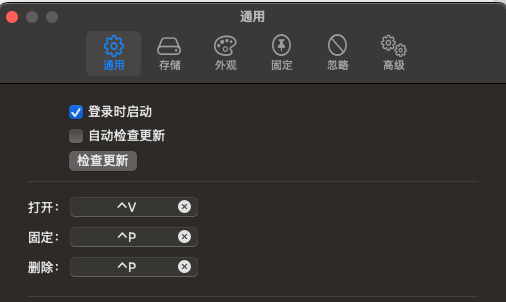 通用
通用 存储 外观 固定 忽略 高级
登录时启动
自动检查更新
检查更新
打开： ^V
固定： ^P
删除： ^P